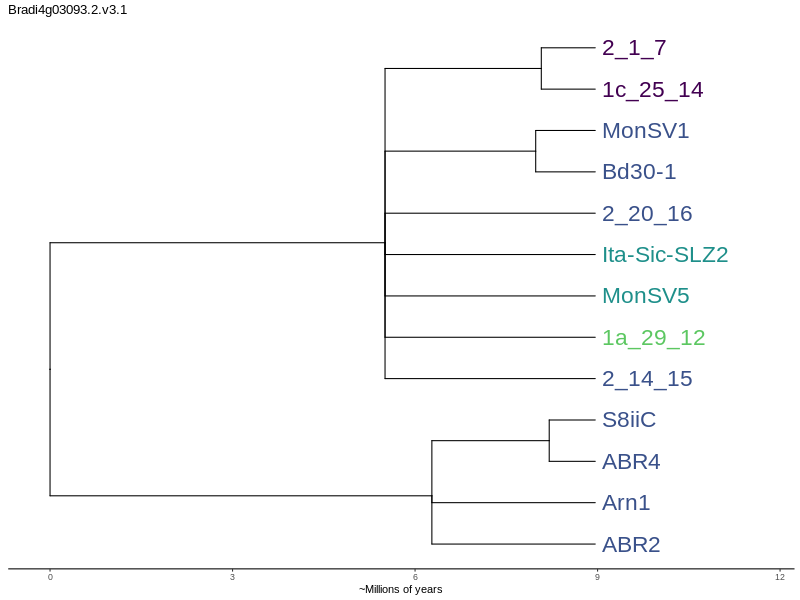 Bradi4g03093.2.v3.1
2_1_7
1c_25_14
MonSV1
Bd30-1
2_20_16
Ita-Sic-SLZ2
MonSV5
1a_29_12
2_14_15
S8iiC
ABR4
Arn1
ABR2
0 3 6 9 12
~Millions of years